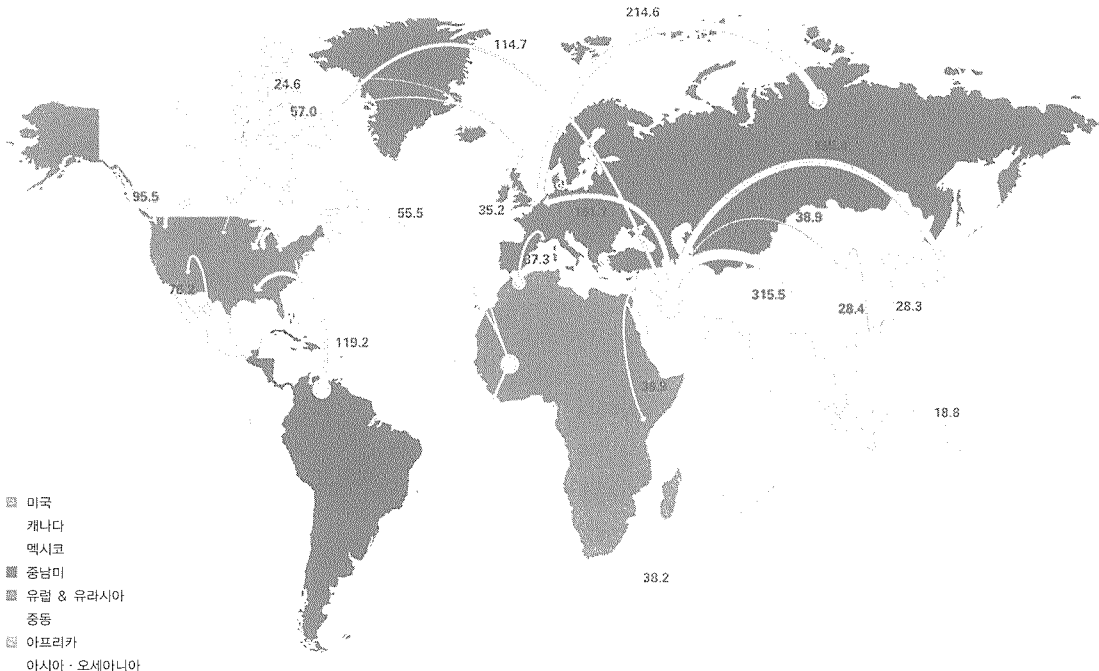 214.6
114.7
24.6
57.0
95.5
55.5
35.2
38.9
37.3
315.5
28.4
28.3
119.2
18.8
38.2
미국
캐나다
멕시코
중남미
유럽 & 유라시아
중동
아프리카
아시아 · 오세아니아